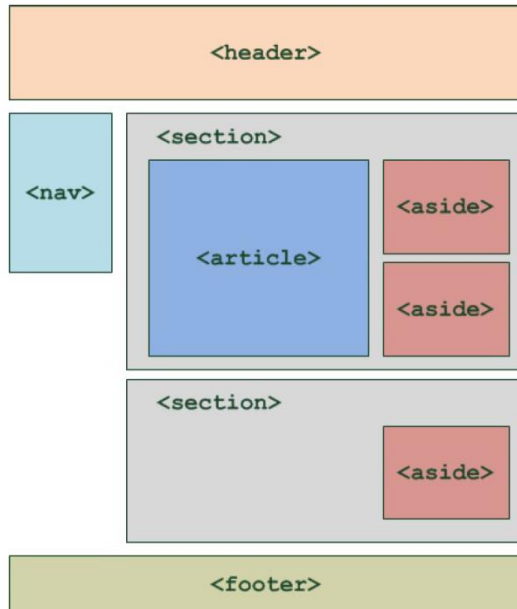 <header>
<nav>
<section>
<article>
<aside>
<aside>
<section>
<aside>
<footer>